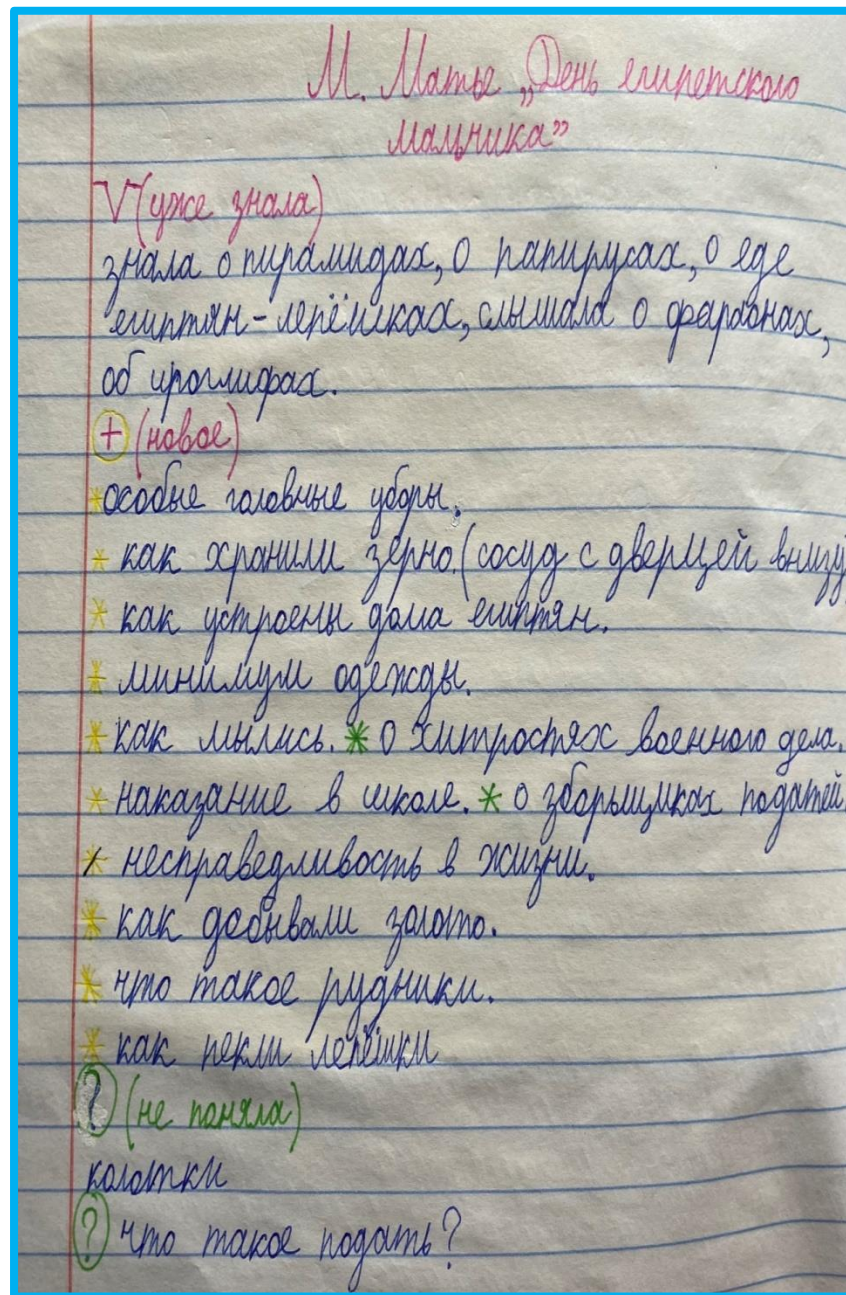 М. Матье „День египетского
мальчика”
V (уже знала)
знала о пирамидах, о папирусах, о еде
египтян - лепёшках, слышала о фараонах,
об ироглифах.
+ (новое)
*особые головные уборы.
* как хранили зерно. (сосуд с дверцей внизу)
* как устроены дома египтян.
* минимум одежды.
* как мылись. * о хитростях военного дела.
* наказание в школе. * о зборьщиках податей.
* несправедливость в жизни.
* как добывали золото.
* что такое рудники.
* как пекли лепёшки
? (не поняла)
колотки
? что такое подать?